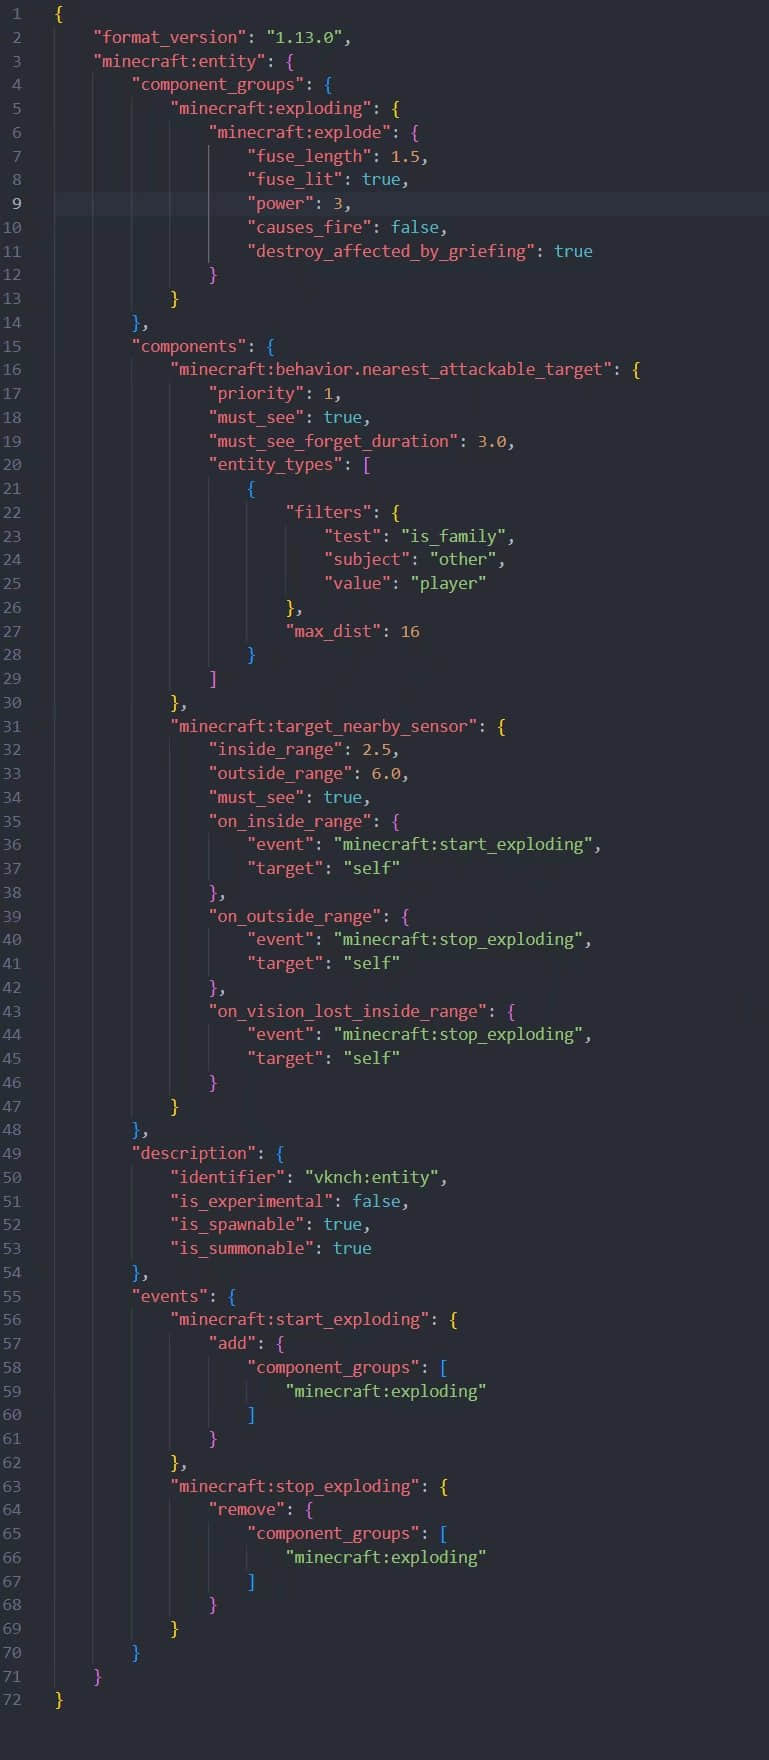 1 {
2     "format_version": "1.13.0",
3     "minecraft:entity": {
4         "component_groups": {
5             "minecraft:exploding": {
6                 "minecraft:explode": {
7                     "fuse_length": 1.5,
8                     "fuse_lit": true,
9                     "power": 3,
10                     "causes_fire": false,
11                     "destroy_affected_by_griefing": true
12                 }
13             }
14         },
15         "components": {
16             "minecraft:behavior.nearest_attackable_target": {
17                 "priority": 1,
18                 "must_see": true,
19                 "must_see_forget_duration": 3.0,
20                 "entity_types": [
21                     {
22                         "filters": {
23                             "test": "is_family",
24                             "subject": "other",
25                             "value": "player"
26                         },
27                         "max_dist": 16
28                     }
29                 ]
30             },
31             "minecraft:target_nearby_sensor": {
32                 "inside_range": 2.5,
33                 "outside_range": 6.0,
34                 "must_see": true,
35                 "on_inside_range": {
36                     "event": "minecraft:start_exploding",
37                     "target": "self"
38                 },
39                 "on_outside_range": {
40                     "event": "minecraft:stop_exploding",
41                     "target": "self"
42                 },
43                 "on_vision_lost_inside_range": {
44                     "event": "minecraft:stop_exploding",
45                     "target": "self"
46                 }
47             }
48         },
49         "description": {
50             "identifier": "vknch:entity",
51             "is_experimental": false,
52             "is_spawnable": true,
53             "is_summonable": true
54         },
55         "events": {
56             "minecraft:start_exploding": {
57                 "add": {
58                     "component_groups": [
59                         "minecraft:exploding"
60                     ]
61                 }
62             },
63             "minecraft:stop_exploding": {
64                 "remove": {
65                     "component_groups": [
66                         "minecraft:exploding"
67                     ]
68                 }
69             }
70         }
71     }
72 }